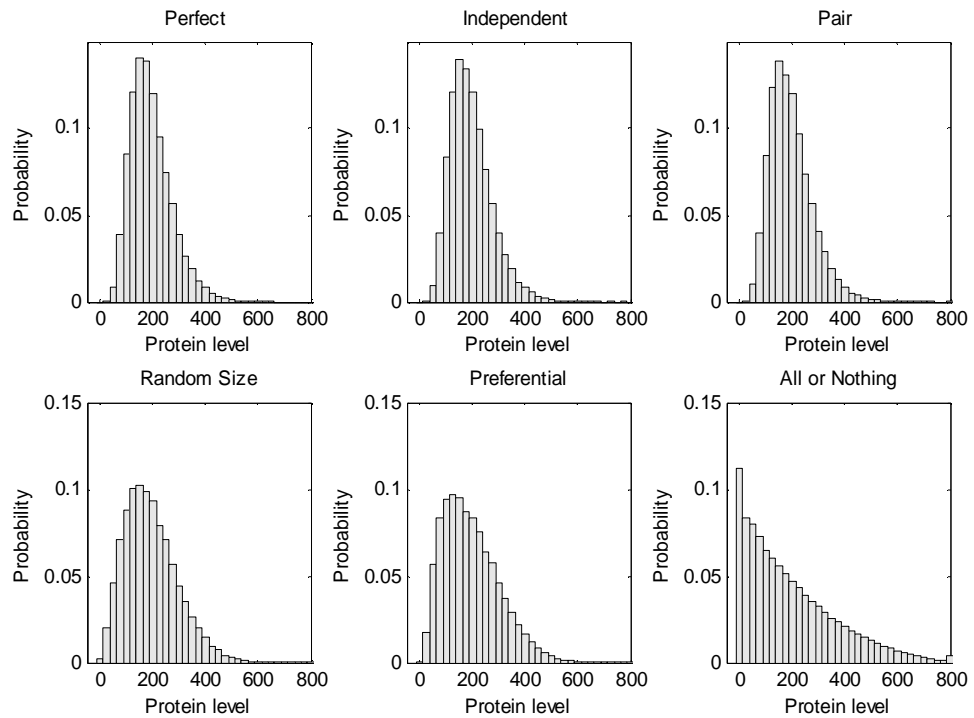 Perfect
Independent
Pair
Probability
0.1
0.05
0
0 200 400 600 800
Protein level
Probability
0.1
0.05
0
0 200 400 600 800
Protein level
Probability
0.1
0.05
0
0 200 400 600 800
Protein level
Random Size
Preferential
All or Nothing
Probability
0.15
0.1
0.05
0
0 200 400 600 800
Protein level
Probability
0.15
0.1
0.05
0
0 200 400 600 800
Protein level
Probability
0.15
0.1
0.05
0
0 200 400 600 800
Protein level